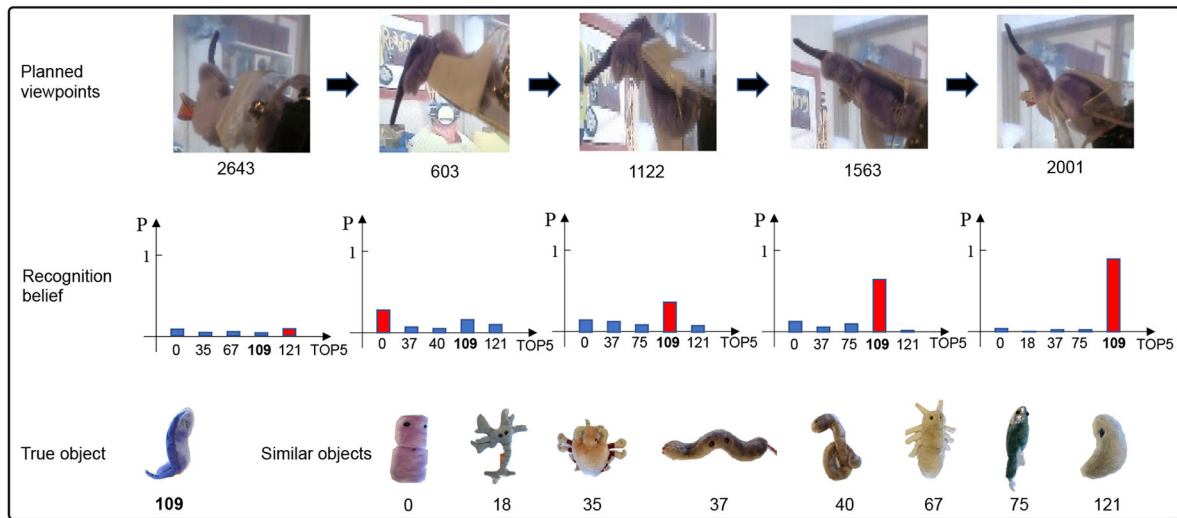 Planned
viewpoints
2643
603
1122
1563
2001
Recognition
belief
P
1
0 35 67 109 121 TOP5
P
1
0 37 40 109 121 TOP5
P
1
0 37 75 109 121 TOP5
P
1
0 37 75 109 121 TOP5
P
1
0 18 37 75 109 TOP5
True object
109
Similar objects
0 18 35 37 40 67 75 121